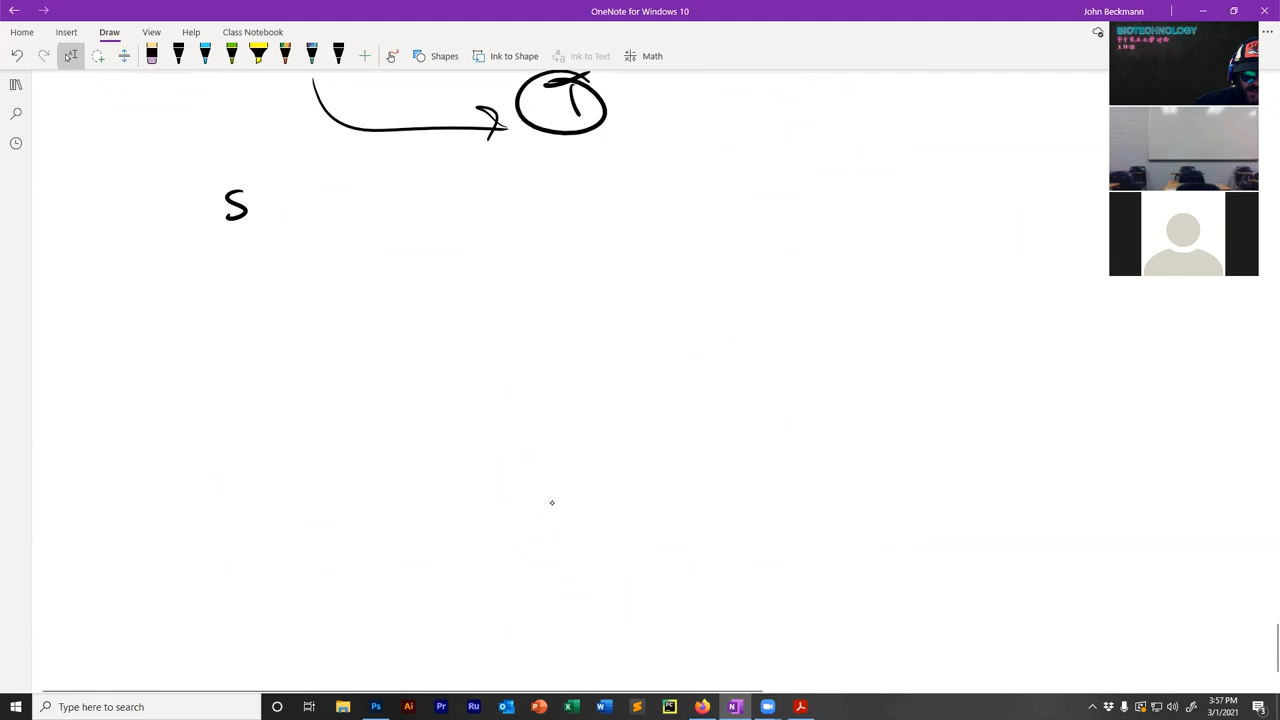 OneNote for Windows 10
John Beckmann
Home
Insert
Draw
View
Class Notebook
Shapes
Ink to Shape
Ink to Text
Math
BIOTECHNOLOGY
T
S
Type here to search
3:57 PM
3/1/2021